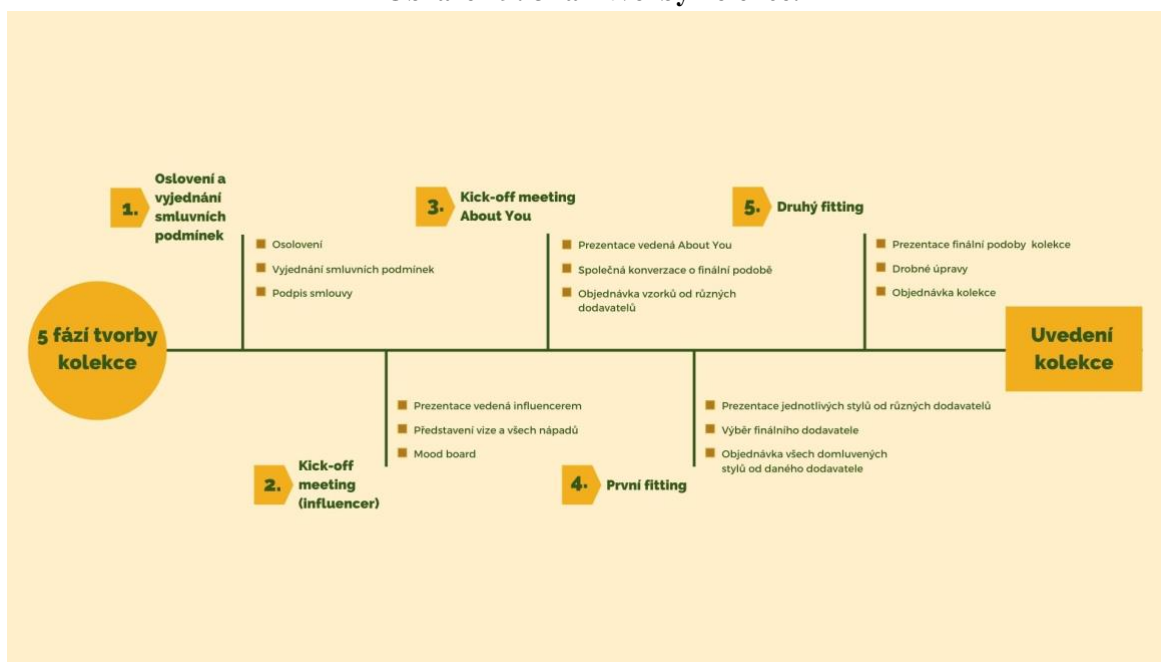 5 fází tvorby
kolekce
1.
Oslovení a
vyjednání
smluvních
podmínek
Osolovení
Vyjednání smluvních podmínek
Podpis smlouvy
2.
Kick-off
meeting
(influencer)
Prezentace vedená influencerem
Představení vize a všech nápadů
Mood board
3.
Kick-off meeting
About You
Prezentace vedená About You
Společná konverzace o finální podobě
Objednávka vzorků od různých
dodavatelů
4.
První fitting
Prezentace jednotlivých stylů od různých dodavatelů
Výběr finálního dodavatele
Objednávka všech domluvených
stylů od daného dodavatele
5.
Druhý fitting
Prezentace finální podoby kolekce
Drobné úpravy
Objednávka kolekce
Uvedení
kolekce